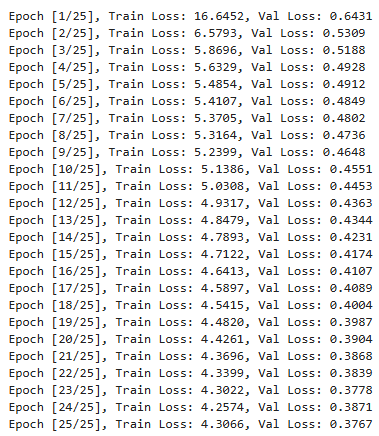 Epoch [1/25], Train Loss: 16.6452, Val Loss: 0.6431
Epoch [2/25], Train Loss: 6.5793, Val Loss: 0.5309
Epoch [3/25], Train Loss: 5.8696, Val Loss: 0.5188
Epoch [4/25], Train Loss: 5.6329, Val Loss: 0.4928
Epoch [5/25], Train Loss: 5.4854, Val Loss: 0.4912
Epoch [6/25], Train Loss: 5.4107, Val Loss: 0.4849
Epoch [7/25], Train Loss: 5.3705, Val Loss: 0.4802
Epoch [8/25], Train Loss: 5.3164, Val Loss: 0.4736
Epoch [9/25], Train Loss: 5.2399, Val Loss: 0.4648
Epoch [10/25], Train Loss: 5.1386, Val Loss: 0.4551
Epoch [11/25], Train Loss: 5.0308, Val Loss: 0.4453
Epoch [12/25], Train Loss: 4.9317, Val Loss: 0.4363
Epoch [13/25], Train Loss: 4.8479, Val Loss: 0.4344
Epoch [14/25], Train Loss: 4.7893, Val Loss: 0.4231
Epoch [15/25], Train Loss: 4.7122, Val Loss: 0.4174
Epoch [16/25], Train Loss: 4.6413, Val Loss: 0.4107
Epoch [17/25], Train Loss: 4.5897, Val Loss: 0.4089
Epoch [18/25], Train Loss: 4.5415, Val Loss: 0.4004
Epoch [19/25], Train Loss: 4.4820, Val Loss: 0.3987
Epoch [20/25], Train Loss: 4.4261, Val Loss: 0.3904
Epoch [21/25], Train Loss: 4.3696, Val Loss: 0.3868
Epoch [22/25], Train Loss: 4.3399, Val Loss: 0.3839
Epoch [23/25], Train Loss: 4.3022, Val Loss: 0.3778
Epoch [24/25], Train Loss: 4.2574, Val Loss: 0.3871
Epoch [25/25], Train Loss: 4.3066, Val Loss: 0.3767